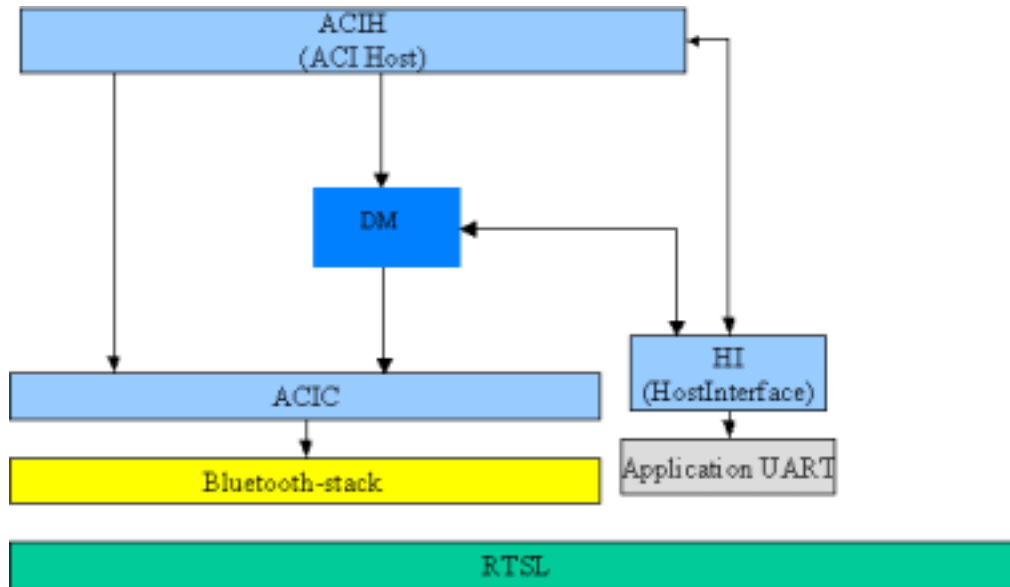 ACIH
(ACI Host)
DM
HI
(HostInterface)
ACIC
Application UART
Bluetooth-stack
RTSL